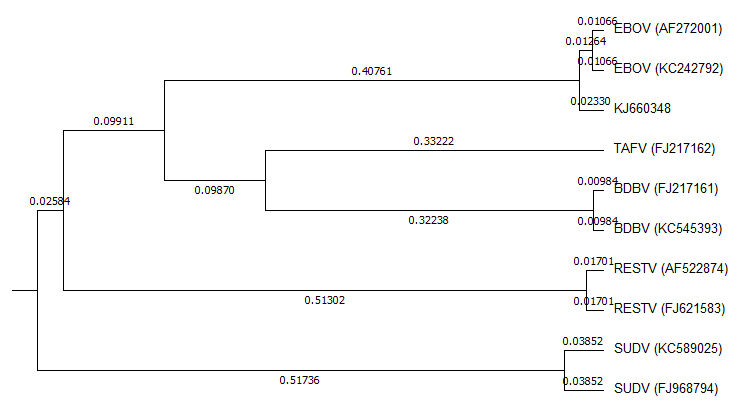 0.01066
EBOV (AF272001)
0.01264
0.01066
EBOV (KC242792)
0.40761
0.02330
KJ660348
0.09911
0.33222
TAFV (FJ217162)
0.00984
BDBV (FJ217161)
0.09870
0.02584
0.32238
0.00984
BDBV (KC545393)
0.01701
RESTV (AF522874)
0.51302
0.01701
RESTV (FJ621583)
0.03852
SUDV (KC589025)
0.51736
0.03852
SUDV (FJ968794)